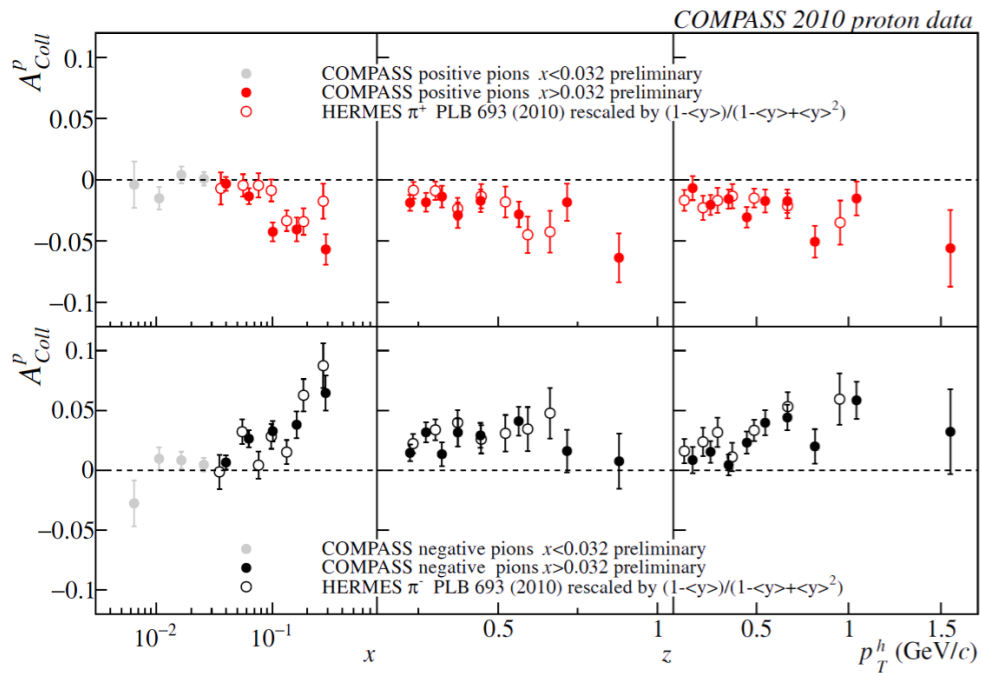 COMPASS 2010 proton data
A^p_Coll
0.1
0.05
0
−0.05
−0.1
COMPASS positive pions x<0.032 preliminary
COMPASS positive pions x>0.032 preliminary
HERMES π⁺ PLB 693 (2010) rescaled by (1-<y>)/(1-<y>+<y>²)
A^p_Coll
0.1
0.05
0
−0.05
−0.1
COMPASS negative pions x<0.032 preliminary
COMPASS negative pions x>0.032 preliminary
HERMES π⁻ PLB 693 (2010) rescaled by (1-<y>)/(1-<y>+<y>²)
10⁻² 10⁻¹ 0.5 1 0.5 1 1.5
x z p_T^h (GeV/c)